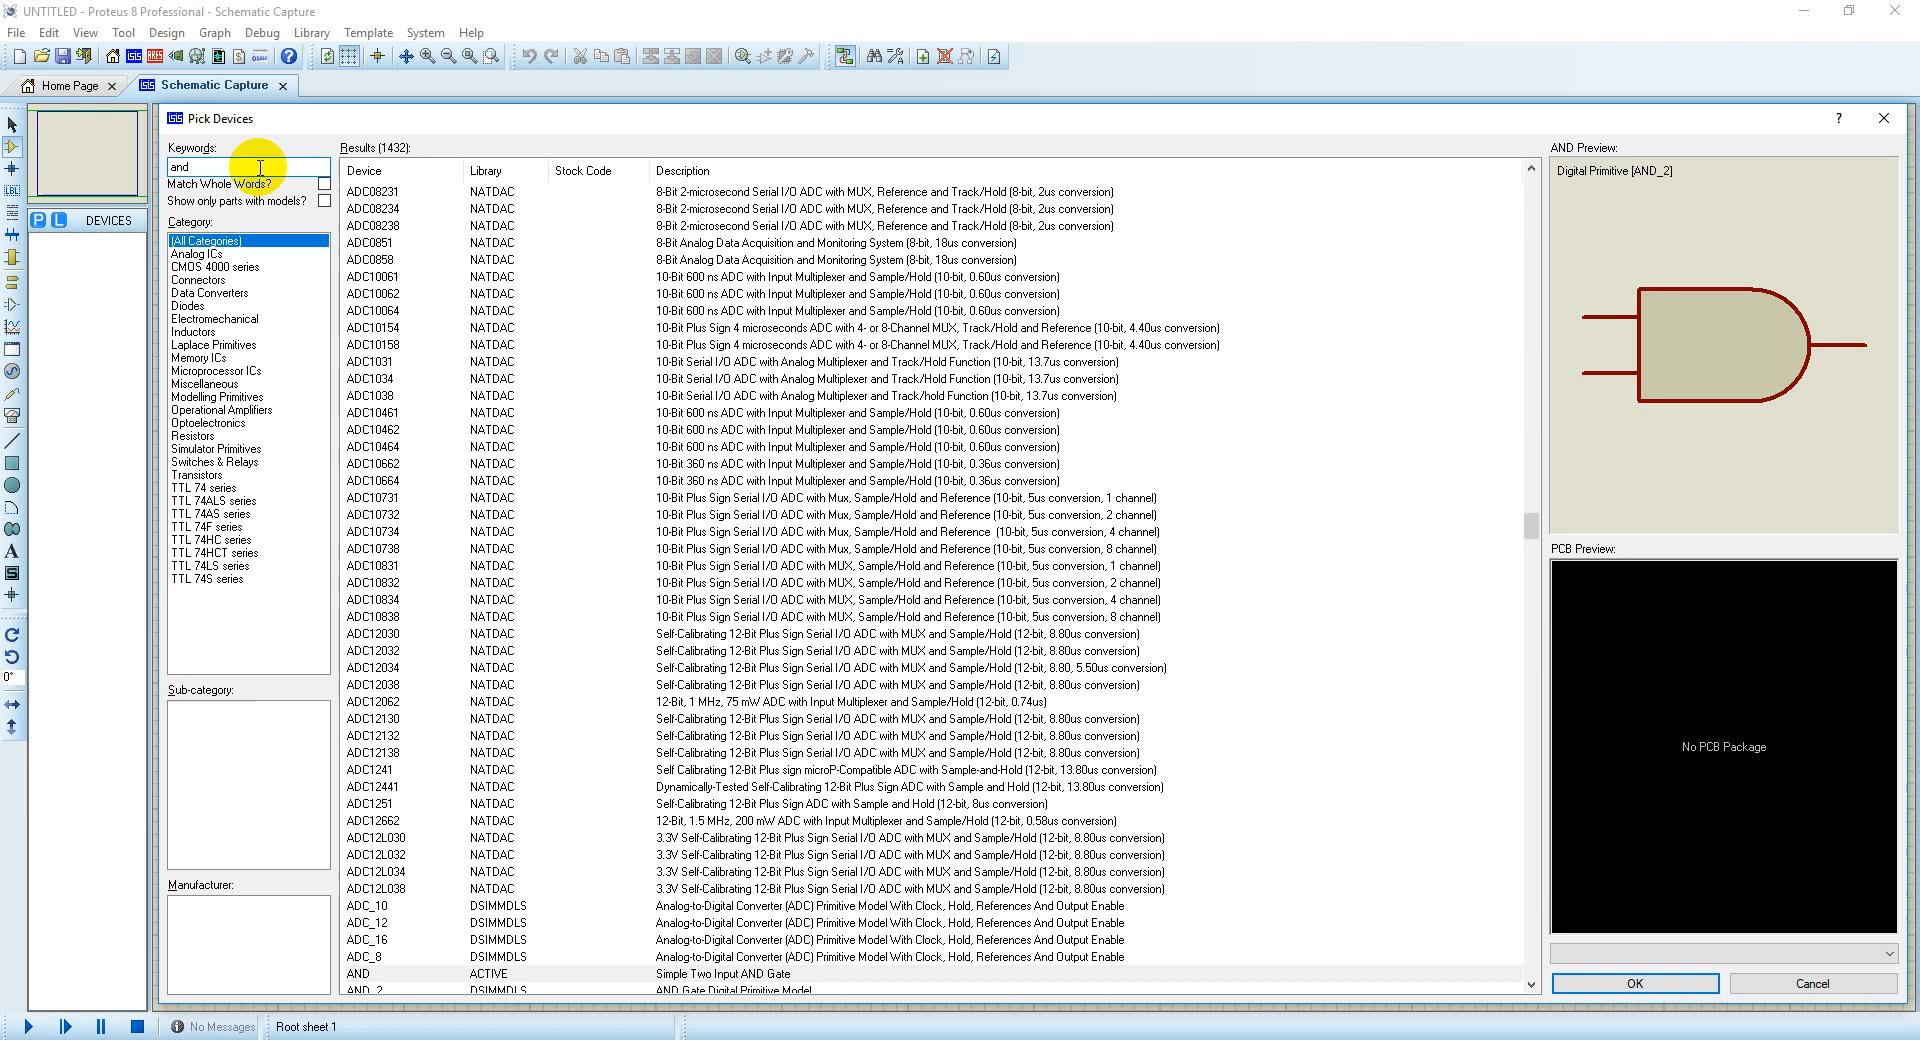 UNTITLED - Proteus 8 Professional - Schematic Capture
File Edit View Tool Design Graph Debug Library Template System Help
Home Page Schematic Capture
Pick Devices
Keywords:
and
Match Whole Words?
Show only parts with models?
Category:
(All Categories)
Analog ICs
CMOS 4000 series
Connectors
Data Converters
Diodes
Electromechanical
Inductors
Laplace Primitives
Memory ICs
Microprocessor ICs
Miscellaneous
Modelling Primitives
Operational Amplifiers
Optoelectronics
Resistors
Simulator Primitives
Switches & Relays
Transistors
TTL 74 series
TTL 74ALS series
TTL 74AS series
TTL 74F series
TTL 74HC series
TTL 74HCT series
TTL 74LS series
TTL 74S series
Sub-category:
Manufacturer:
P L DEVICES
LBL
A
S
0°
Results (1432):
Device Library Stock Code Description
ADC08231 NATDAC 8-Bit 2-microsecond Serial I/O ADC with MUX, Reference and Track/Hold (8-bit, 2us conversion)
ADC08234 NATDAC 8-Bit 2-microsecond Serial I/O ADC with MUX, Reference and Track/Hold (8-bit, 2us conversion)
ADC08238 NATDAC 8-Bit 2-microsecond Serial I/O ADC with MUX, Reference and Track/Hold (8-bit, 2us conversion)
ADC0851 NATDAC 8-Bit Analog Data Acquisition and Monitoring System (8-bit, 18us conversion)
ADC0858 NATDAC 8-Bit Analog Data Acquisition and Monitoring System (8-bit, 18us conversion)
ADC10061 NATDAC 10-Bit 600 ns ADC with Input Multiplexer and Sample/Hold (10-bit, 0.60us conversion)
ADC10062 NATDAC 10-Bit 600 ns ADC with Input Multiplexer and Sample/Hold (10-bit, 0.60us conversion)
ADC10064 NATDAC 10-Bit 600 ns ADC with Input Multiplexer and Sample/Hold (10-bit, 0.60us conversion)
ADC10154 NATDAC 10-Bit Plus Sign 4 microseconds ADC with 4- or 8-Channel MUX, Track/Hold and Reference (10-bit, 4.40us conversion)
ADC10158 NATDAC 10-Bit Plus Sign 4 microseconds ADC with 4- or 8-Channel MUX, Track/Hold and Reference (10-bit, 4.40us conversion)
ADC1031 NATDAC 10-Bit Serial I/O ADC with Analog Multiplexer and Track/Hold Function (10-bit, 13.7us conversion)
ADC1034 NATDAC 10-Bit Serial I/O ADC with Analog Multiplexer and Track/Hold Function (10-bit, 13.7us conversion)
ADC1038 NATDAC 10-Bit Serial I/O ADC with Analog Multiplexer and Track/hold Function (10-bit, 13.7us conversion)
ADC10461 NATDAC 10-Bit 600 ns ADC with Input Multiplexer and Sample/Hold (10-bit, 0.60us conversion)
ADC10462 NATDAC 10-Bit 600 ns ADC with Input Multiplexer and Sample/Hold (10-bit, 0.60us conversion)
ADC10464 NATDAC 10-Bit 600 ns ADC with Input Multiplexer and Sample/Hold (10-bit, 0.60us conversion)
ADC10662 NATDAC 10-Bit 360 ns ADC with Input Multiplexer and Sample/Hold (10-bit, 0.36us conversion)
ADC10664 NATDAC 10-Bit 360 ns ADC with Input Multiplexer and Sample/Hold (10-bit, 0.36us conversion)
ADC10731 NATDAC 10-Bit Plus Sign Serial I/O ADC with Mux, Sample/Hold and Reference (10-bit, 5us conversion, 1 channel)
ADC10732 NATDAC 10-Bit Plus Sign Serial I/O ADC with Mux, Sample/Hold and Reference (10-bit, 5us conversion, 2 channel)
ADC10734 NATDAC 10-Bit Plus Sign Serial I/O ADC with Mux, Sample/Hold and Reference (10-bit, 5us conversion, 4 channel)
ADC10738 NATDAC 10-Bit Plus Sign Serial I/O ADC with Mux, Sample/Hold and Reference (10-bit, 5us conversion, 8 channel)
ADC10831 NATDAC 10-Bit Plus Sign Serial I/O ADC with MUX, Sample/Hold and Reference (10-bit, 5us conversion, 1 channel)
ADC10832 NATDAC 10-Bit Plus Sign Serial I/O ADC with MUX, Sample/Hold and Reference (10-bit, 5us conversion, 2 channel)
ADC10834 NATDAC 10-Bit Plus Sign Serial I/O ADC with MUX, Sample/Hold and Reference (10-bit, 5us conversion, 4 channel)
ADC10838 NATDAC 10-Bit Plus Sign Serial I/O ADC with MUX, Sample/Hold and Reference (10-bit, 5us conversion, 8 channel)
ADC12030 NATDAC Self-Calibrating 12-Bit Plus Sign Serial I/O ADC with MUX and Sample/Hold (12-bit, 8.80us conversion)
ADC12032 NATDAC Self-Calibrating 12-Bit Plus Sign Serial I/O ADC with MUX and Sample/Hold (12-bit, 8.80us conversion)
ADC12034 NATDAC Self-Calibrating 12-Bit Plus Sign Serial I/O ADC with MUX and Sample/Hold (12-bit, 8.80, 5.50us conversion)
ADC12038 NATDAC Self-Calibrating 12-Bit Plus Sign Serial I/O ADC with MUX and Sample/Hold (12-bit, 8.80us conversion)
ADC12062 NATDAC 12-Bit, 1 MHz, 75 mW ADC with Input Multiplexer and Sample/Hold (12-bit, 0.74us)
ADC12130 NATDAC Self-Calibrating 12-Bit Plus Sign Serial I/O ADC with MUX and Sample/Hold (12-bit, 8.80us conversion)
ADC12132 NATDAC Self-Calibrating 12-Bit Plus Sign Serial I/O ADC with MUX and Sample/Hold (12-bit, 8.80us conversion)
ADC12138 NATDAC Self-Calibrating 12-Bit Plus Sign Serial I/O ADC with MUX and Sample/Hold (12-bit, 8.80us conversion)
ADC1241 NATDAC Self Calibrating 12-Bit Plus sign microP-Compatible ADC with Sample-and-Hold (12-bit, 13.80us conversion)
ADC12441 NATDAC Dynamically-Tested Self-Calibrating 12-Bit Plus Sign ADC with Sample and Hold (12-bit, 13.80us conversion)
ADC1251 NATDAC Self-Calibrating 12-Bit Plus Sign ADC with Sample and Hold (12-bit, 8us conversion)
ADC12662 NATDAC 12-Bit, 1.5 MHz, 200 mW ADC with Input Multiplexer and Sample/Hold (12-bit, 0.58us conversion)
ADC12L030 NATDAC 3.3V Self-Calibrating 12-Bit Plus Sign Serial I/O ADC with MUX and Sample/Hold (12-bit, 8.80us conversion)
ADC12L032 NATDAC 3.3V Self-Calibrating 12-Bit Plus Sign Serial I/O ADC with MUX and Sample/Hold (12-bit, 8.80us conversion)
ADC12L034 NATDAC 3.3V Self-Calibrating 12-Bit Plus Sign Serial I/O ADC with MUX and Sample/Hold (12-bit, 8.80us conversion)
ADC12L038 NATDAC 3.3V Self-Calibrating 12-Bit Plus Sign Serial I/O ADC with MUX and Sample/Hold (12-bit, 8.80us conversion)
ADC_10 DSIMMDLS Analog-to-Digital Converter (ADC) Primitive Model With Clock, Hold, References And Output Enable
ADC_12 DSIMMDLS Analog-to-Digital Converter (ADC) Primitive Model With Clock, Hold, References And Output Enable
ADC_16 DSIMMDLS Analog-to-Digital Converter (ADC) Primitive Model With Clock, Hold, References And Output Enable
ADC_8 DSIMMDLS Analog-to-Digital Converter (ADC) Primitive Model With Clock, Hold, References And Output Enable
AND ACTIVE Simple Two Input AND Gate
AND_2 DSIMMDLS AND Gate Digital Primitive Model
AND Preview:
Digital Primitive [AND_2]
PCB Preview:
No PCB Package
OK Cancel
No Messages Root sheet 1